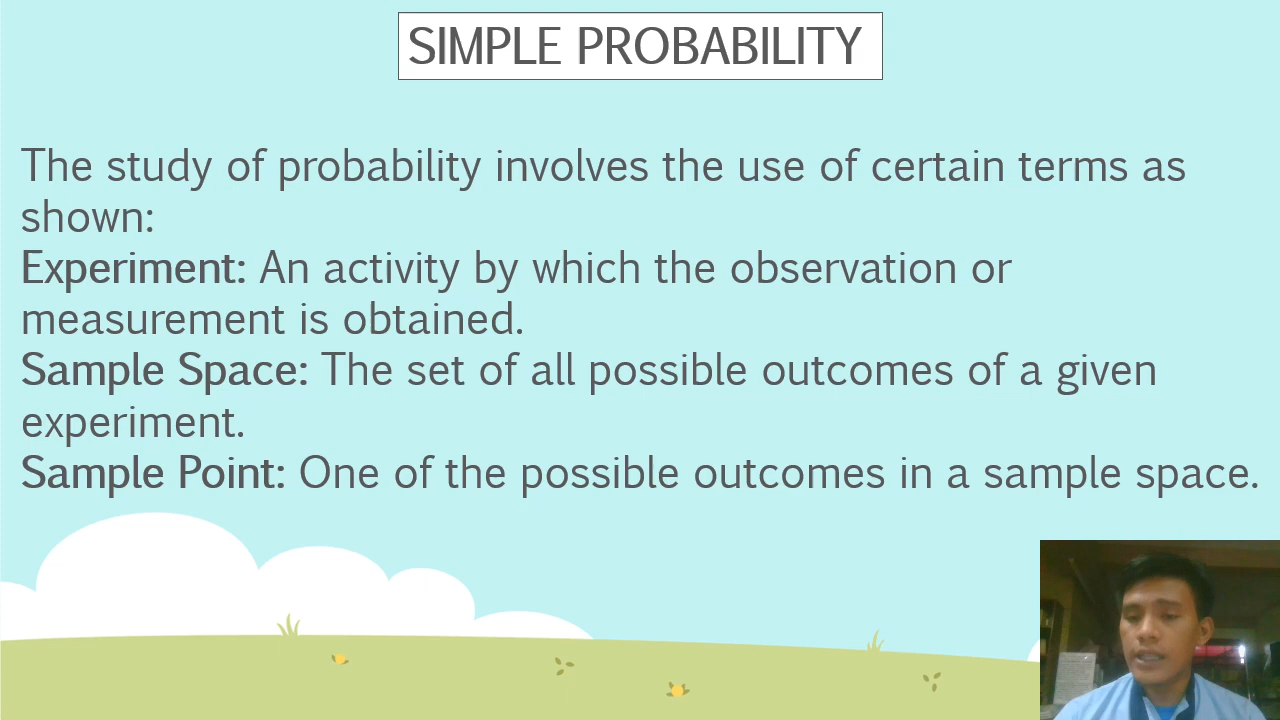 SIMPLE PROBABILITY
The study of probability involves the use of certain terms as
shown:
Experiment: An activity by which the observation or
measurement is obtained.
Sample Space: The set of all possible outcomes of a given
experiment.
Sample Point: One of the possible outcomes in a sample space.